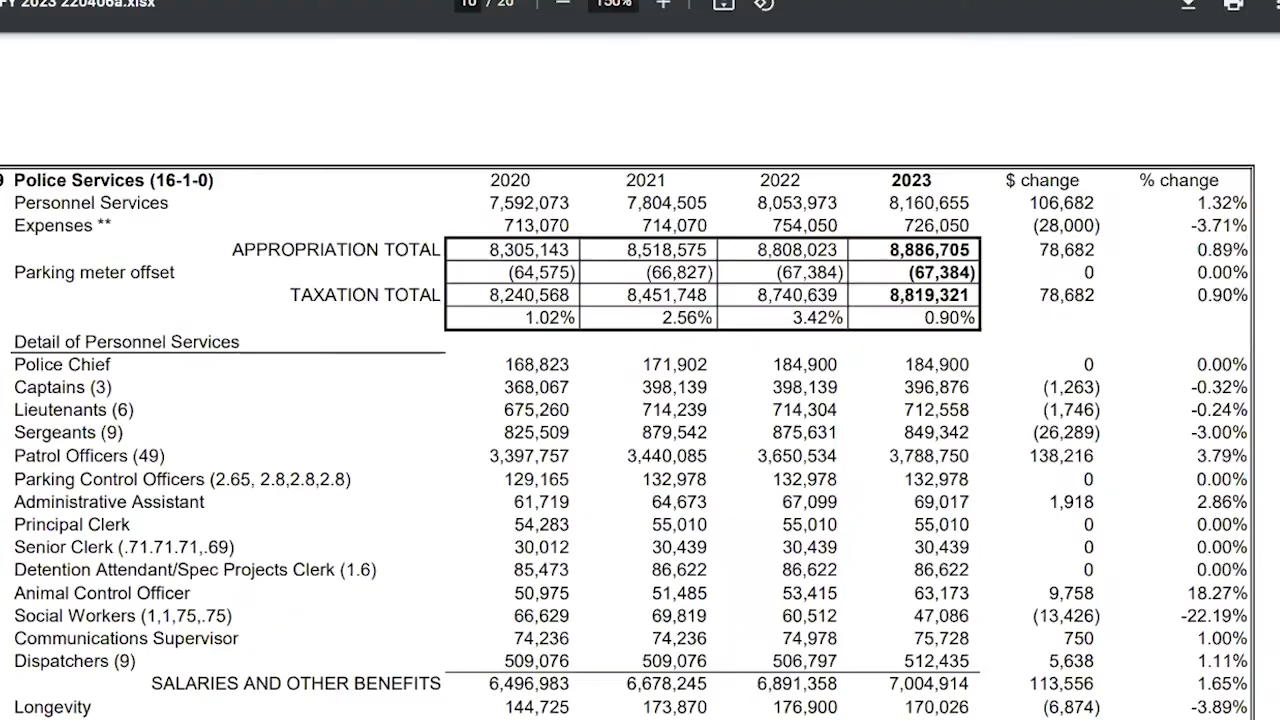 FY 2023 220406a.xlsx 10 / 20 150%
9 Police Services (16-1-0) 2020 2021 2022 2023 $ change % change
Personnel Services 7,592,073 7,804,505 8,053,973 8,160,655 106,682 1.32%
Expenses ** 713,070 714,070 754,050 726,050 (28,000) -3.71%
APPROPRIATION TOTAL 8,305,143 8,518,575 8,808,023 8,886,705 78,682 0.89%
Parking meter offset (64,575) (66,827) (67,384) (67,384) 0 0.00%
TAXATION TOTAL 8,240,568 8,451,748 8,740,639 8,819,321 78,682 0.90%
1.02% 2.56% 3.42% 0.90%
Detail of Personnel Services
Police Chief 168,823 171,902 184,900 184,900 0 0.00%
Captains (3) 368,067 398,139 398,139 396,876 (1,263) -0.32%
Lieutenants (6) 675,260 714,239 714,304 712,558 (1,746) -0.24%
Sergeants (9) 825,509 879,542 875,631 849,342 (26,289) -3.00%
Patrol Officers (49) 3,397,757 3,440,085 3,650,534 3,788,750 138,216 3.79%
Parking Control Officers (2.65, 2.8,2.8,2.8) 129,165 132,978 132,978 132,978 0 0.00%
Administrative Assistant 61,719 64,673 67,099 69,017 1,918 2.86%
Principal Clerk 54,283 55,010 55,010 55,010 0 0.00%
Senior Clerk (.71.71.71,.69) 30,012 30,439 30,439 30,439 0 0.00%
Detention Attendant/Spec Projects Clerk (1.6) 85,473 86,622 86,622 86,622 0 0.00%
Animal Control Officer 50,975 51,485 53,415 63,173 9,758 18.27%
Social Workers (1,1,75,.75) 66,629 69,819 60,512 47,086 (13,426) -22.19%
Communications Supervisor 74,236 74,236 74,978 75,728 750 1.00%
Dispatchers (9) 509,076 509,076 506,797 512,435 5,638 1.11%
SALARIES AND OTHER BENEFITS 6,496,983 6,678,245 6,891,358 7,004,914 113,556 1.65%
Longevity 144,725 173,870 176,900 170,026 (6,874) -3.89%